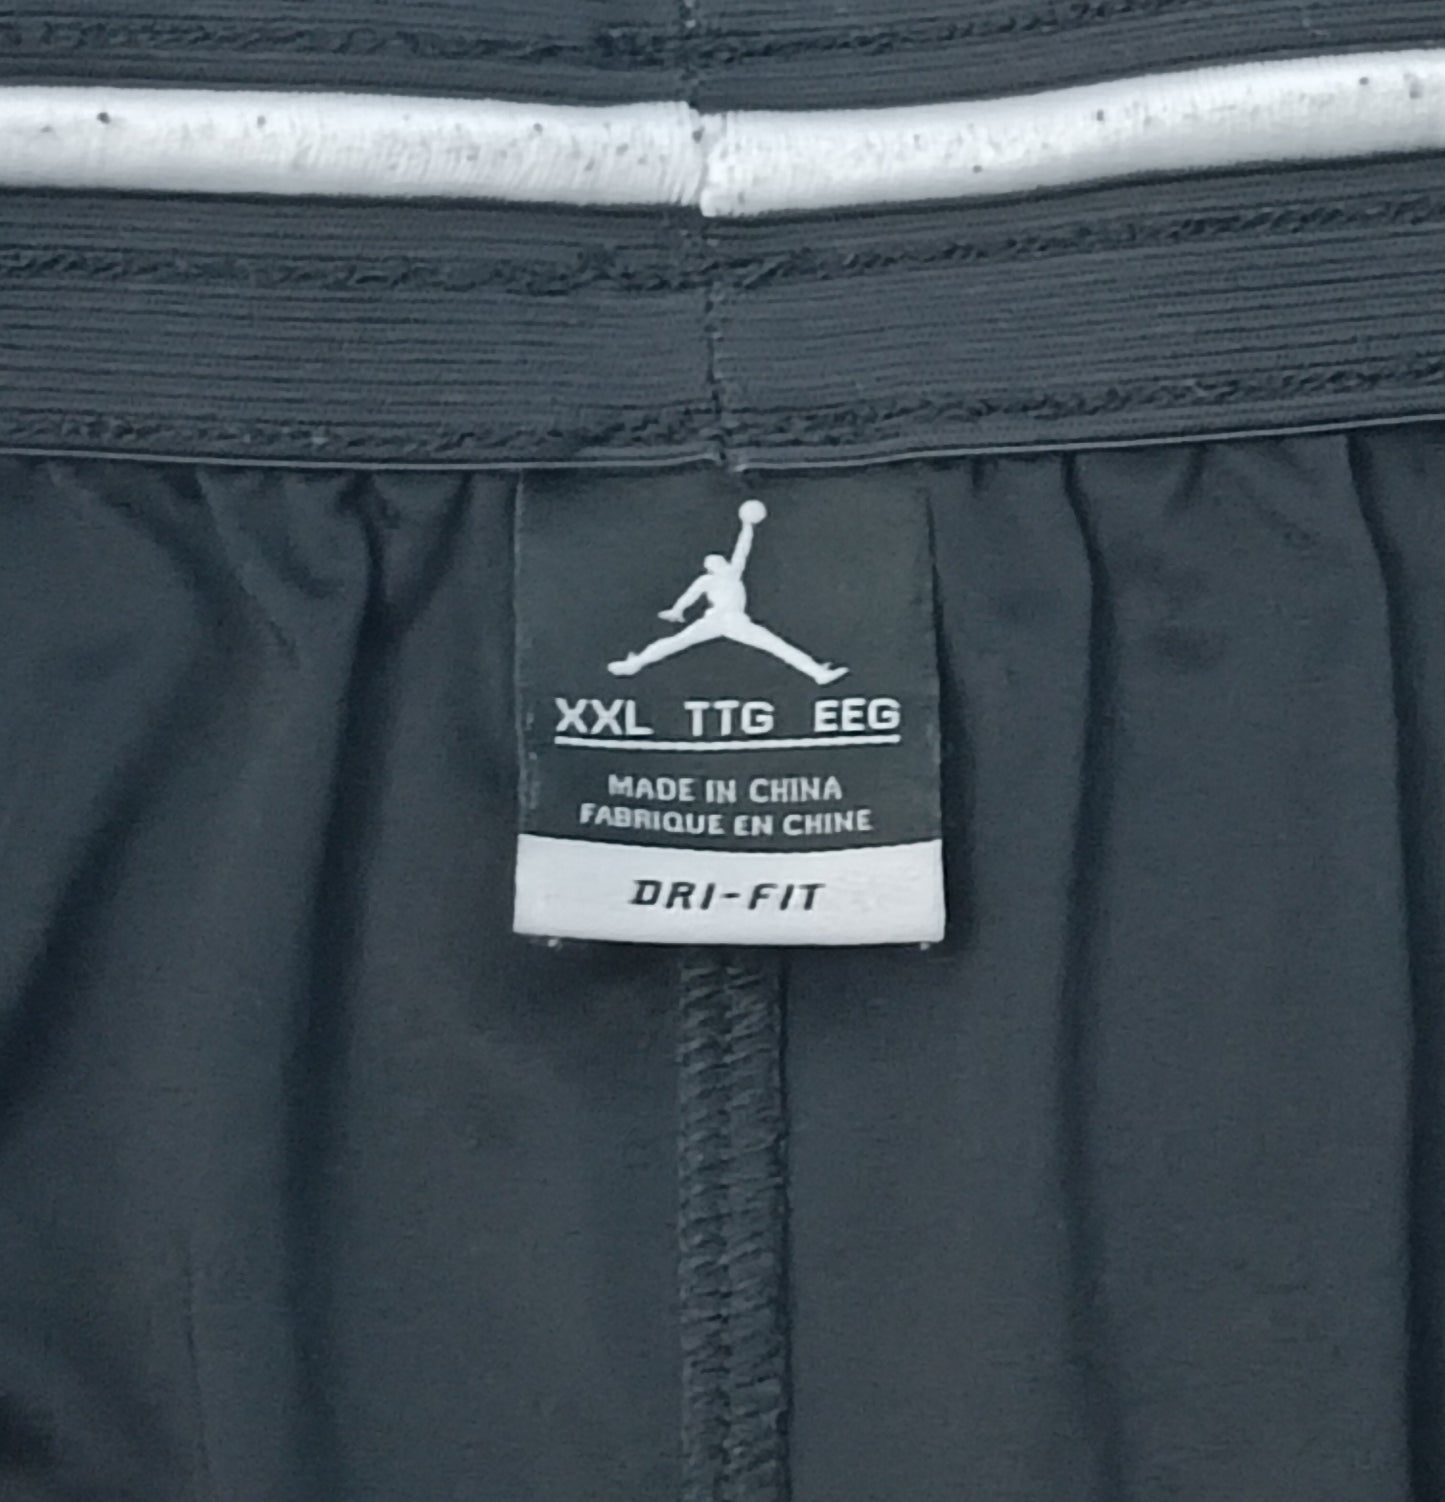 XXL TTG EEG
MADE IN CHINA
FABRIQUE EN CHINE
DRI-FIT